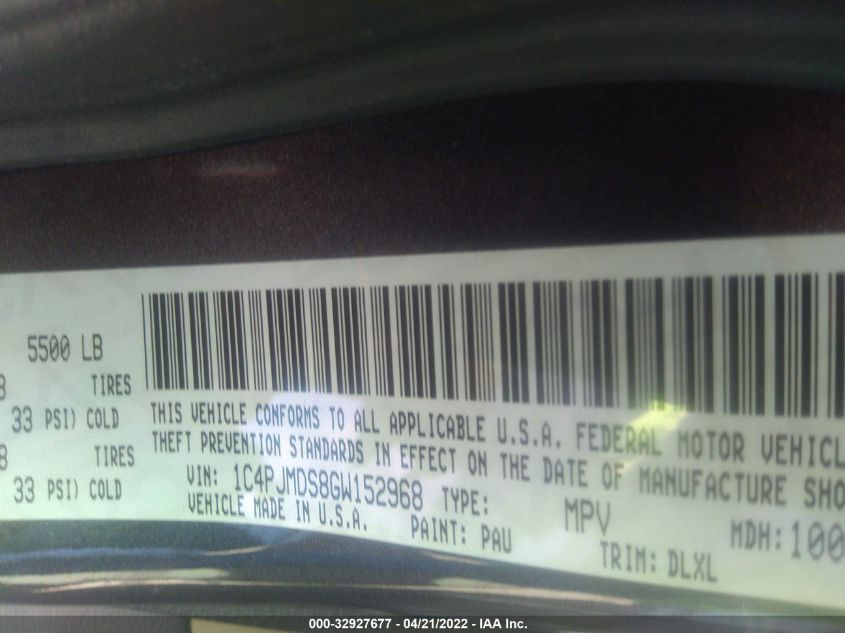 5500 LB
8 TIRES
33 PSI) COLD
8 TIRES
33 PSI) COLD
THIS VEHICLE CONFORMS TO ALL APPLICABLE U.S.A. FEDERAL MOTOR VEHICL
THEFT PREVENTION STANDARDS IN EFFECT ON THE DATE OF MANUFACTURE SHO
VIN: 1C4PJMDS8GW152968 TYPE: MPV MDH: 100
VEHICLE MADE IN U.S.A. PAINT: PAU TRIM: DLXL
000-32927677 - 04/21/2022 - IAA Inc.